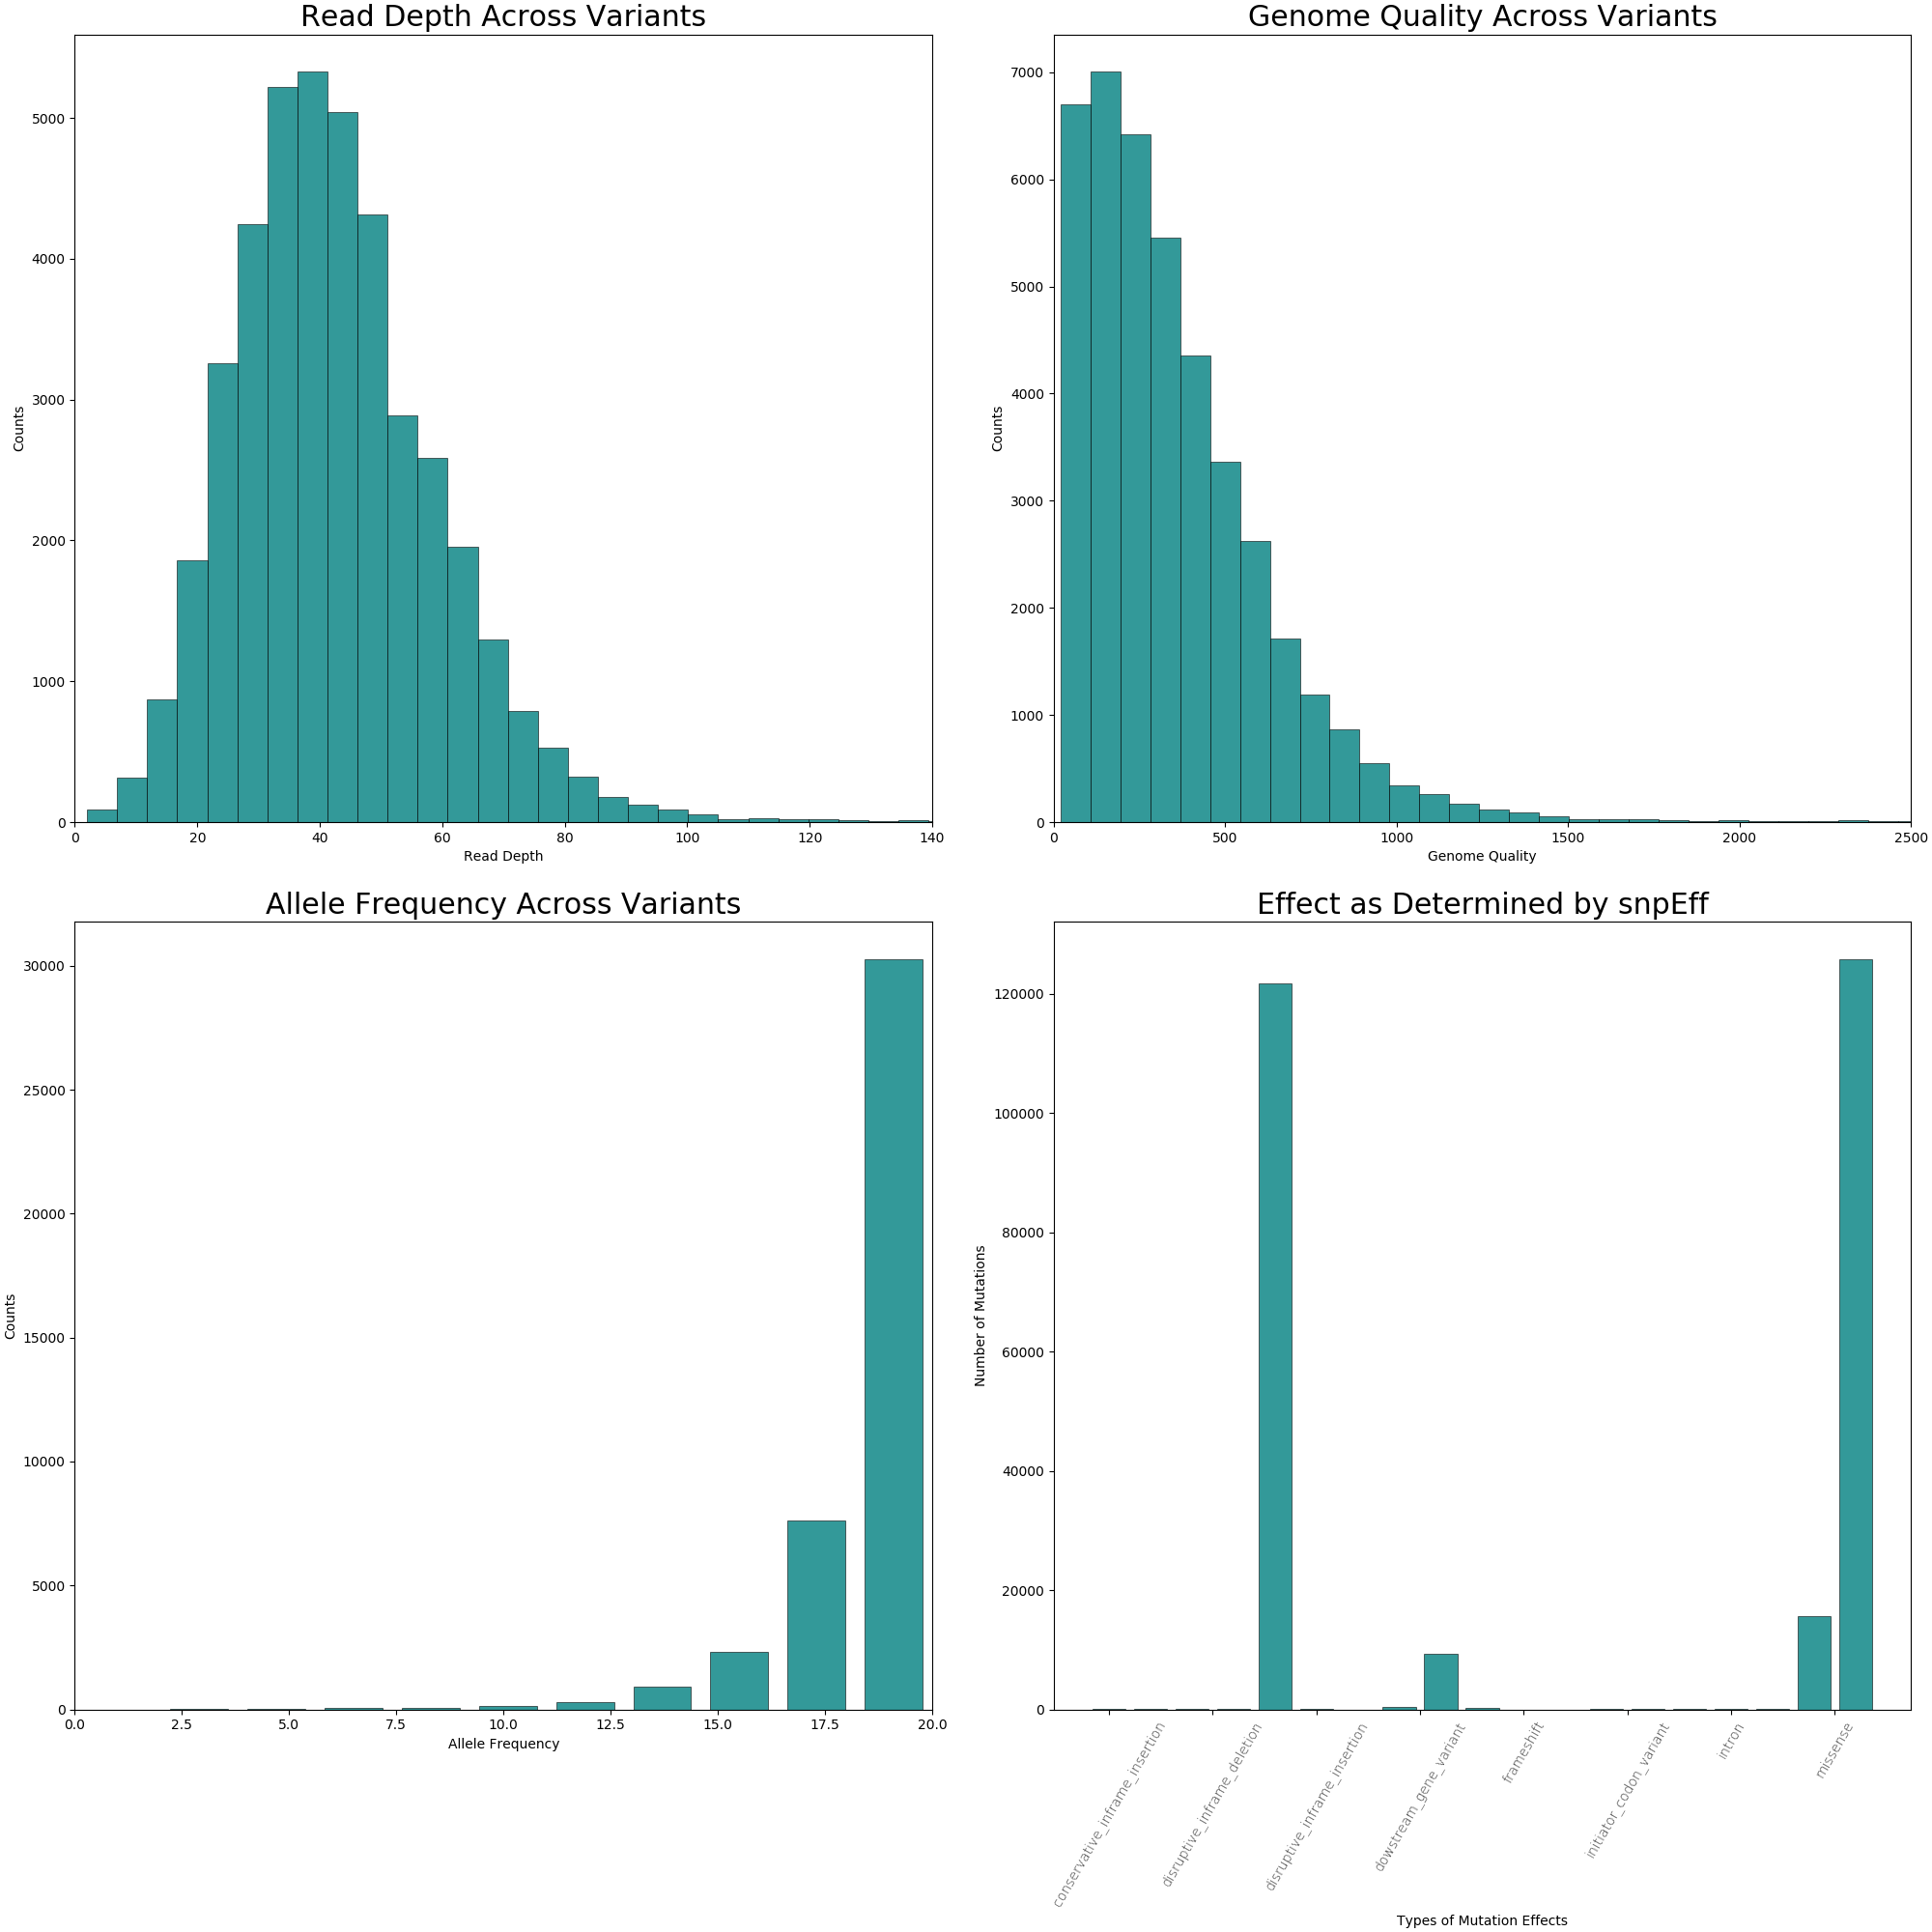 Read Depth Across Variants
5000
4000
3000
2000
1000
0
Counts
0 20 40 60 80 100 120 140
Read Depth
Genome Quality Across Variants
7000
6000
5000
4000
3000
2000
1000
0
Counts
0 500 1000 1500 2000 2500
Genome Quality
Allele Frequency Across Variants
30000
25000
20000
15000
10000
5000
0
Counts
0.0 2.5 5.0 7.5 10.0 12.5 15.0 17.5 20.0
Allele Frequency
Effect as Determined by snpEff
120000
100000
80000
60000
40000
20000
0
Number of Mutations
conservative_inframe_insertion
disruptive_inframe_deletion
disruptive_inframe_insertion
dowstream_gene_variant
frameshift
initiator_codon_variant
intron
missense
Types of Mutation Effects